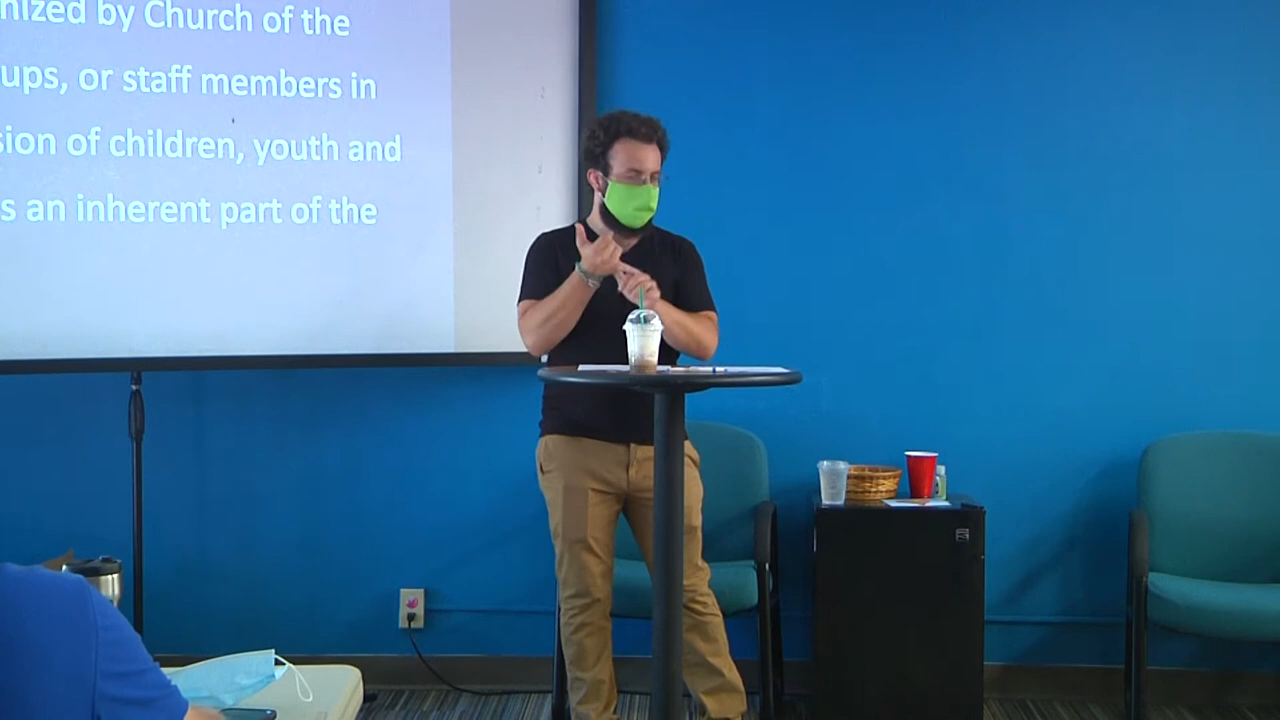 nized by Church of the
ups, or staff members in
sion of children, youth and
s an inherent part of the